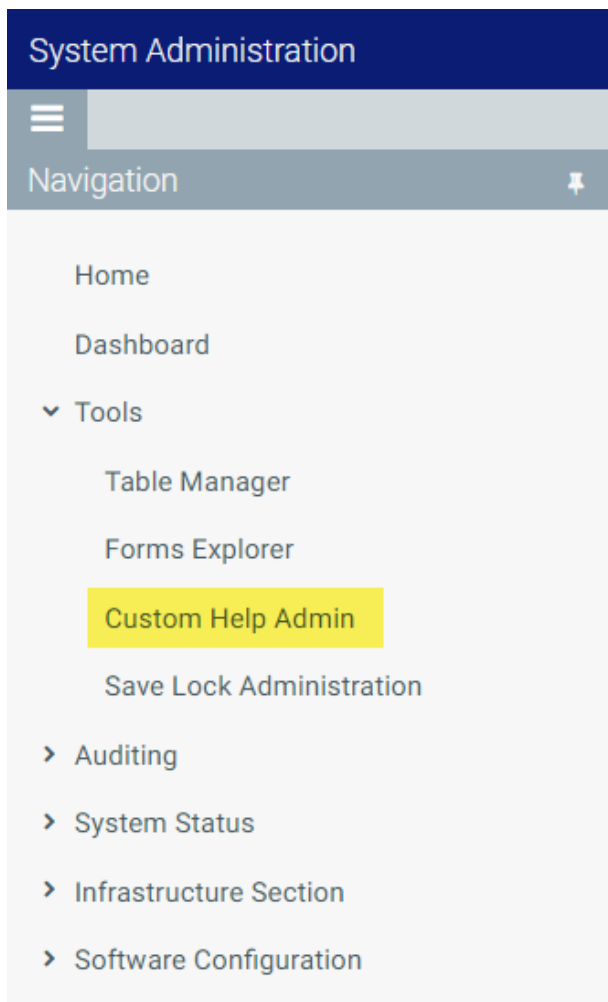 System Administration
Navigation
Home
Dashboard
Tools
Table Manager
Forms Explorer
Custom Help Admin
Save Lock Administration
Auditing
System Status
Infrastructure Section
Software Configuration